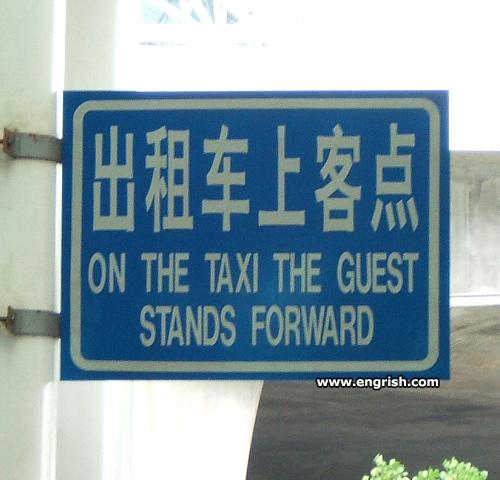 出租车上客点
ON THE TAXI THE GUEST
STANDS FORWARD
www.engrish.com